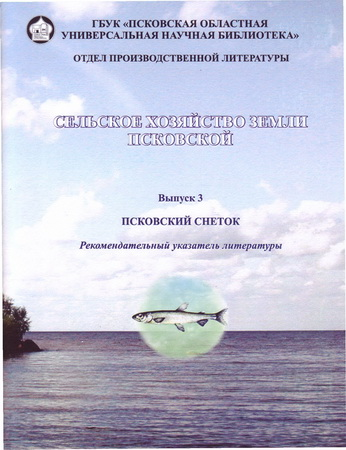 ГБУК «ПСКОВСКАЯ ОБЛАСТНАЯ
УНИВЕРСАЛЬНАЯ НАУЧНАЯ БИБЛИОТЕКА»
ОТДЕЛ ПРОИЗВОДСТВЕННОЙ ЛИТЕРАТУРЫ
СЕЛЬСКОЕ ХОЗЯЙСТВО ЗЕМЛИ
ПСКОВСКОЙ
Выпуск 3
ПСКОВСКИЙ СНЕТОК
Рекомендательный указатель литературы